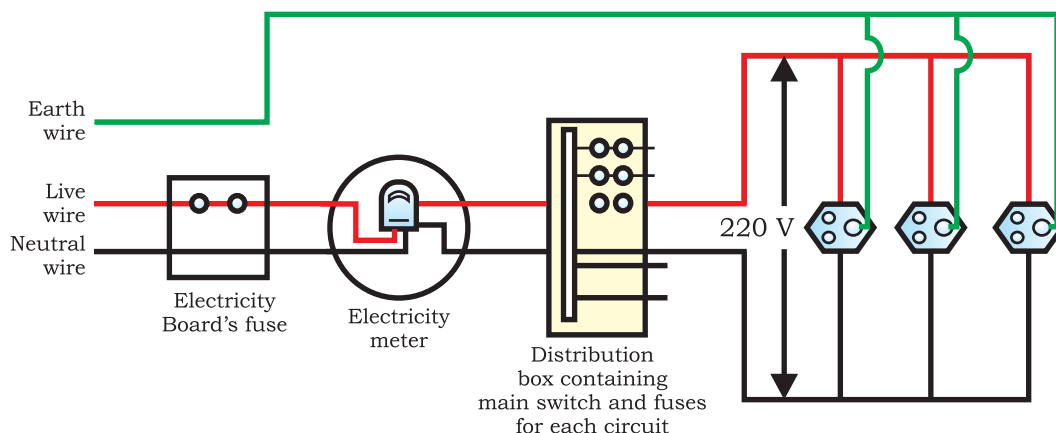 Earth
wire
Live
wire
Neutral
wire
Electricity
Board's fuse
Electricity
meter
Distribution
box containing
main switch and fuses
for each circuit
220 V